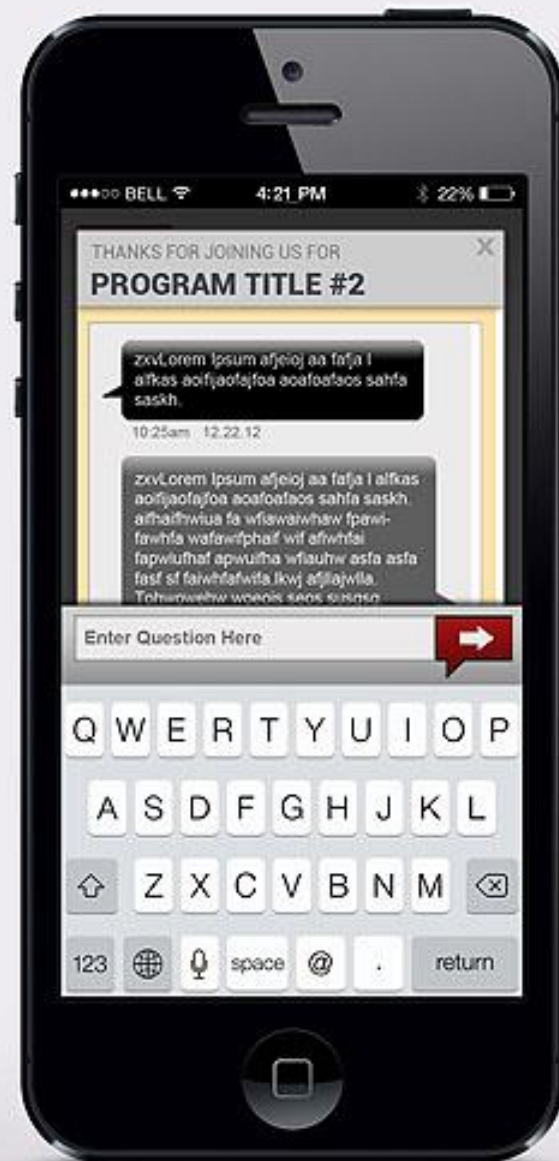 BELL 4:21 PM 22%
THANKS FOR JOINING US FOR
PROGRAM TITLE #2
zxvLorem Ipsum afjeioj aa fafja l
alfkas aoifijaofajfoa aoafoafaos sahfa
saskh.
10:25am 12.22.12
zxvLorem Ipsum afjeioj aa fafja l alfkas
aoifijaofajfoa aoafoafaos sahfa saskh.
aifhaifhwiua fa wfiawaiwhaw fpawi-
fawhfa wafawifphaif wif afiwhfai
fapwiufhaf apwuifha wfiauhw asfa asfa
fasf sf faiwhfafwifa.lkwj afjllajwlla.
Enter Question Here
Q W E R T Y U I O P
A S D F G H J K L
Z X C V B N M
123 space @ . return